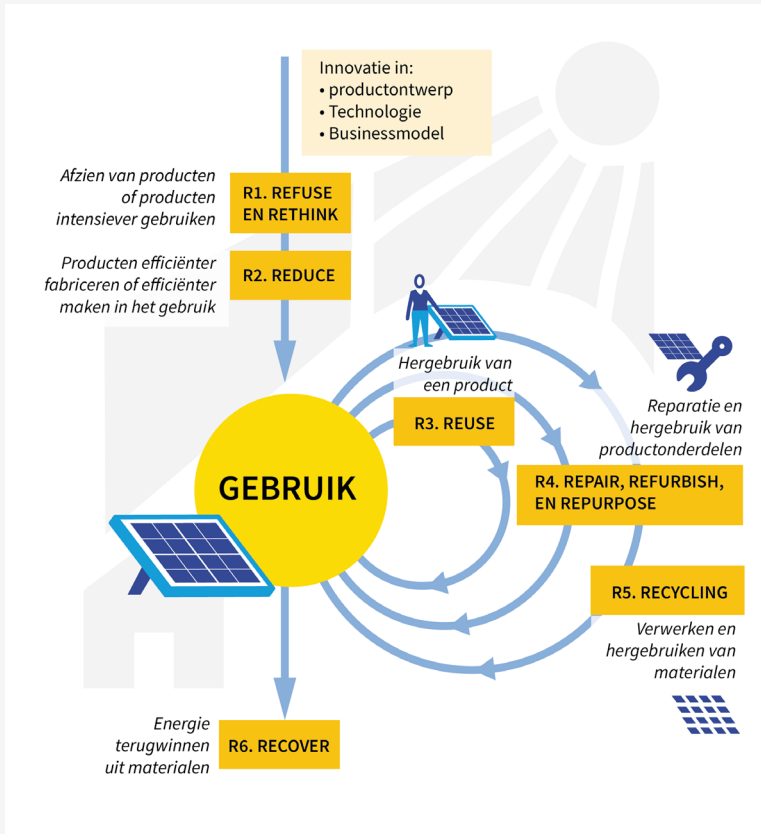 Innovatie in:
• productontwerp
• Technologie
• Businessmodel
Afzien van producten
of producten
intensiever gebruiken
R1. REFUSE
EN RETHINK
Producten efficiënter
fabriceren of efficiënter
maken in het gebruik
R2. REDUCE
Hergebruik van
een product
R3. REUSE
Reparatie en
hergebruik van
productonderdelen
R4. REPAIR, REFURBISH,
EN REPURPOSE
GEBRUIK
R5. RECYCLING
Verwerken en
hergebruiken van
materialen
Energie
terugwinnen
uit materialen
R6. RECOVER